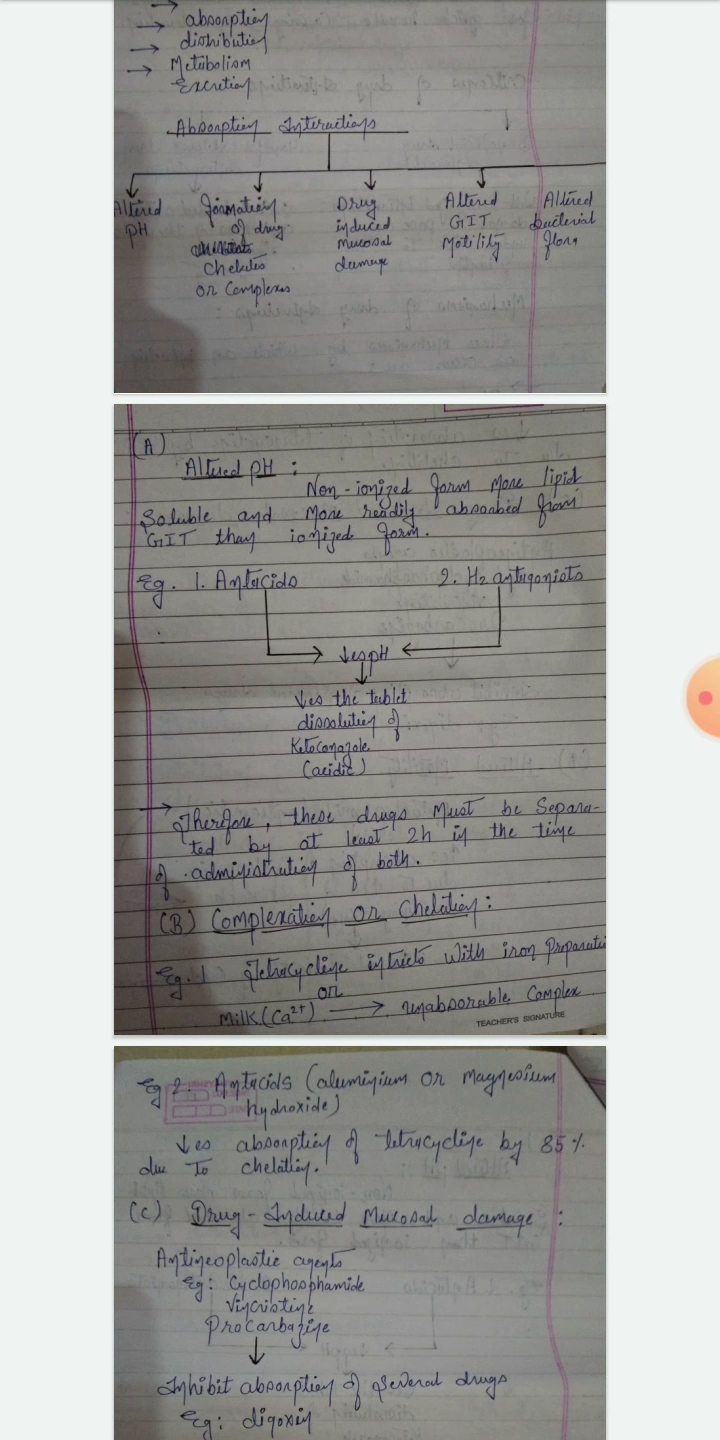 → absorption
→ distribution
→ Metabolism
Excretion
Absorption Interactions
Altered
pH
formation
of drug
Chelates
or Complexes
Drug
induced
mucosal
damage
Altered
GIT
Motility
Altered
bacterial
flora
(A)
Altered pH :
Non-ionized form more lipid
Soluble and more readily absorbed from
GIT than ionized form.
Eg. 1. Antacids 2. H2 antagonists
↓es pH
↓es the tablet
dissolution of
Ketoconazole
(acidic)
→ Therefore, these drugs must be Separa-
ted by at least 2h in the time
of administration of both.
(B) Complexation or Chelation :
Eg. 1 Tetracycline intricts with iron Preparati
or
Milk (Ca2+) → unabsorable Complex
TEACHER'S SIGNATURE
Eg 2. Antacids (aluminium or magnesium
hydroxide)
↓es absorption of tetracycline by 85%
due To chelation.
(C) Drug-Induced Mucosal damage :
Antineoplastic agents
Eg: Cyclophosphamide
Vincristine
Procarbazine
↓
Inhibit absorption of several drugs
Eg: digoxin